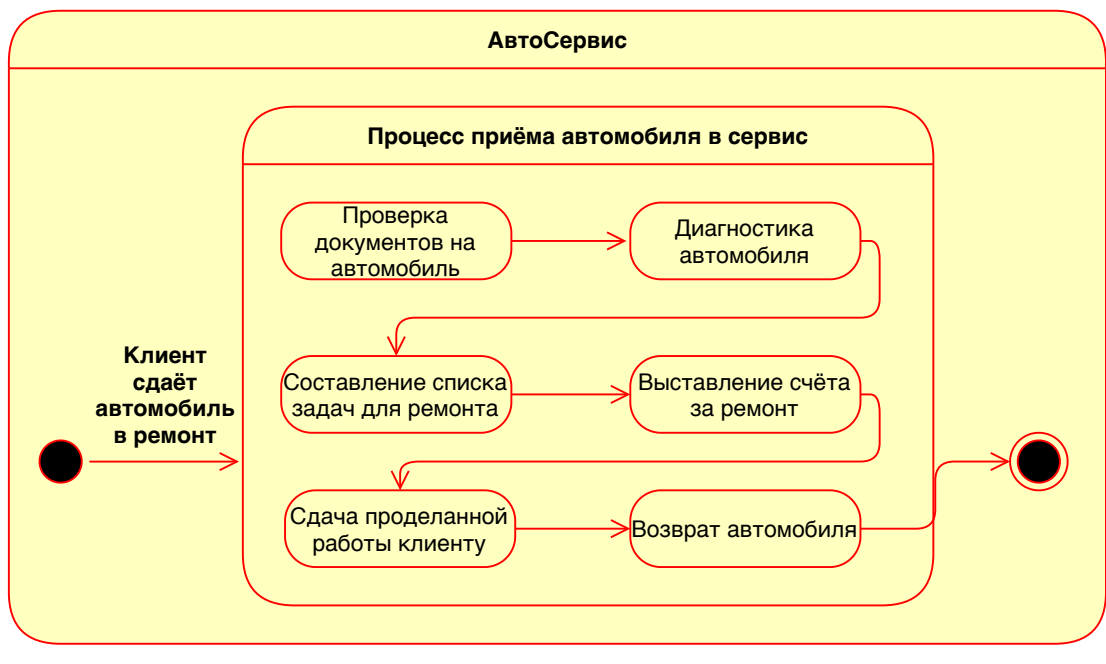 АвтоСервис
Процесс приёма автомобиля в сервис
Проверка
документов на
автомобиль
Диагностика
автомобиля
Клиент
сдаёт
автомобиль
в ремонт
Составление списка
задач для ремонта
Выставление счёта
за ремонт
Сдача проделанной
работы клиенту
Возврат автомобиля